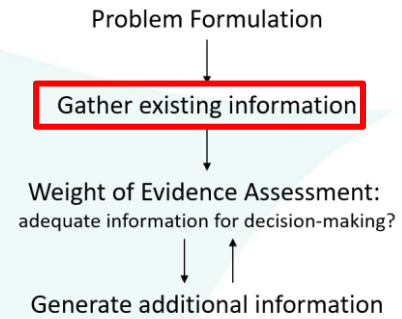 Problem Formulation
Gather existing information
Weight of Evidence Assessment:
adequate information for decision-making?
Generate additional information